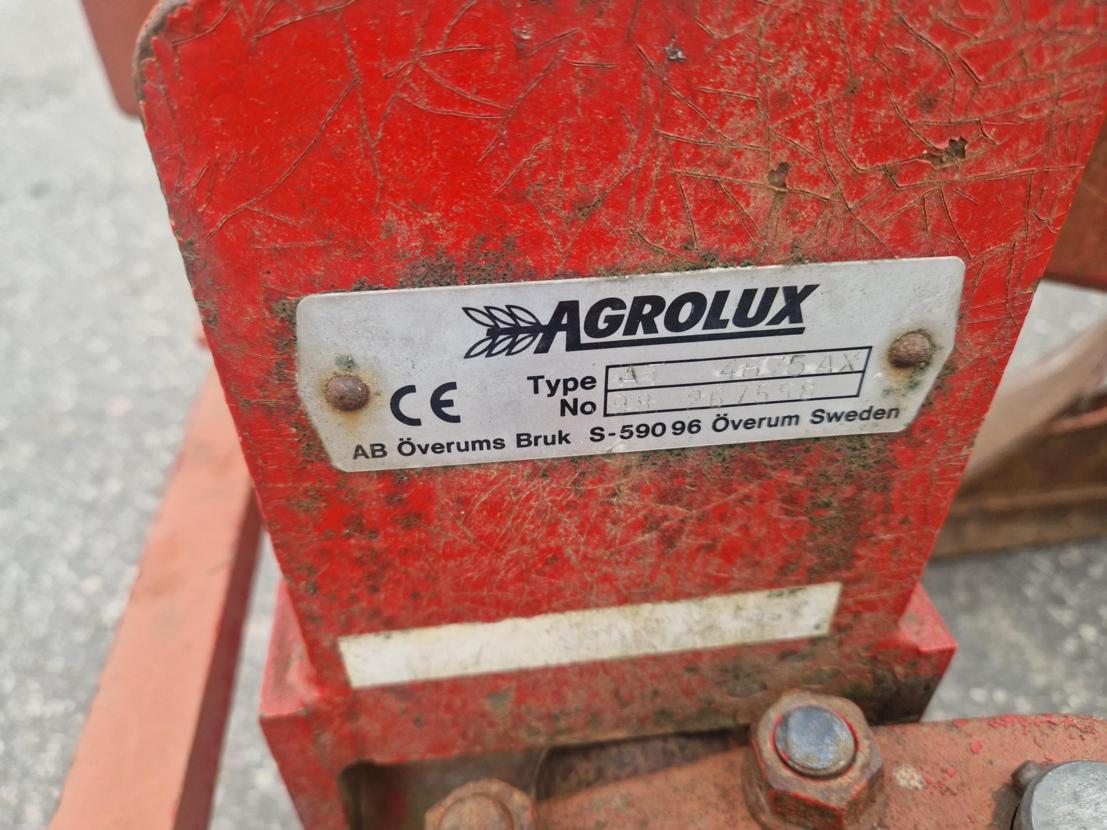 AGROLUX
CE
Type
No
AB Överums Bruk S-590 96 Överum Sweden